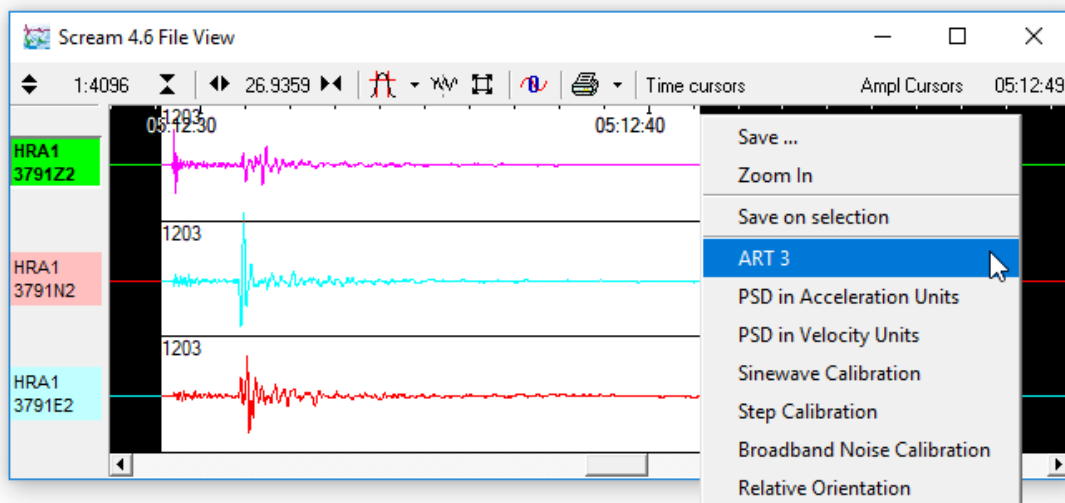 Scream 4.6 File View
1:4096 26.9359 Time cursors Ampl Cursors 05:12:49
05:12:30 05:12:40
1203
HRA1
3791Z2
1203
HRA1
3791N2
1203
HRA1
3791E2
Save ...
Zoom In
Save on selection
ART 3
PSD in Acceleration Units
PSD in Velocity Units
Sinewave Calibration
Step Calibration
Broadband Noise Calibration
Relative Orientation